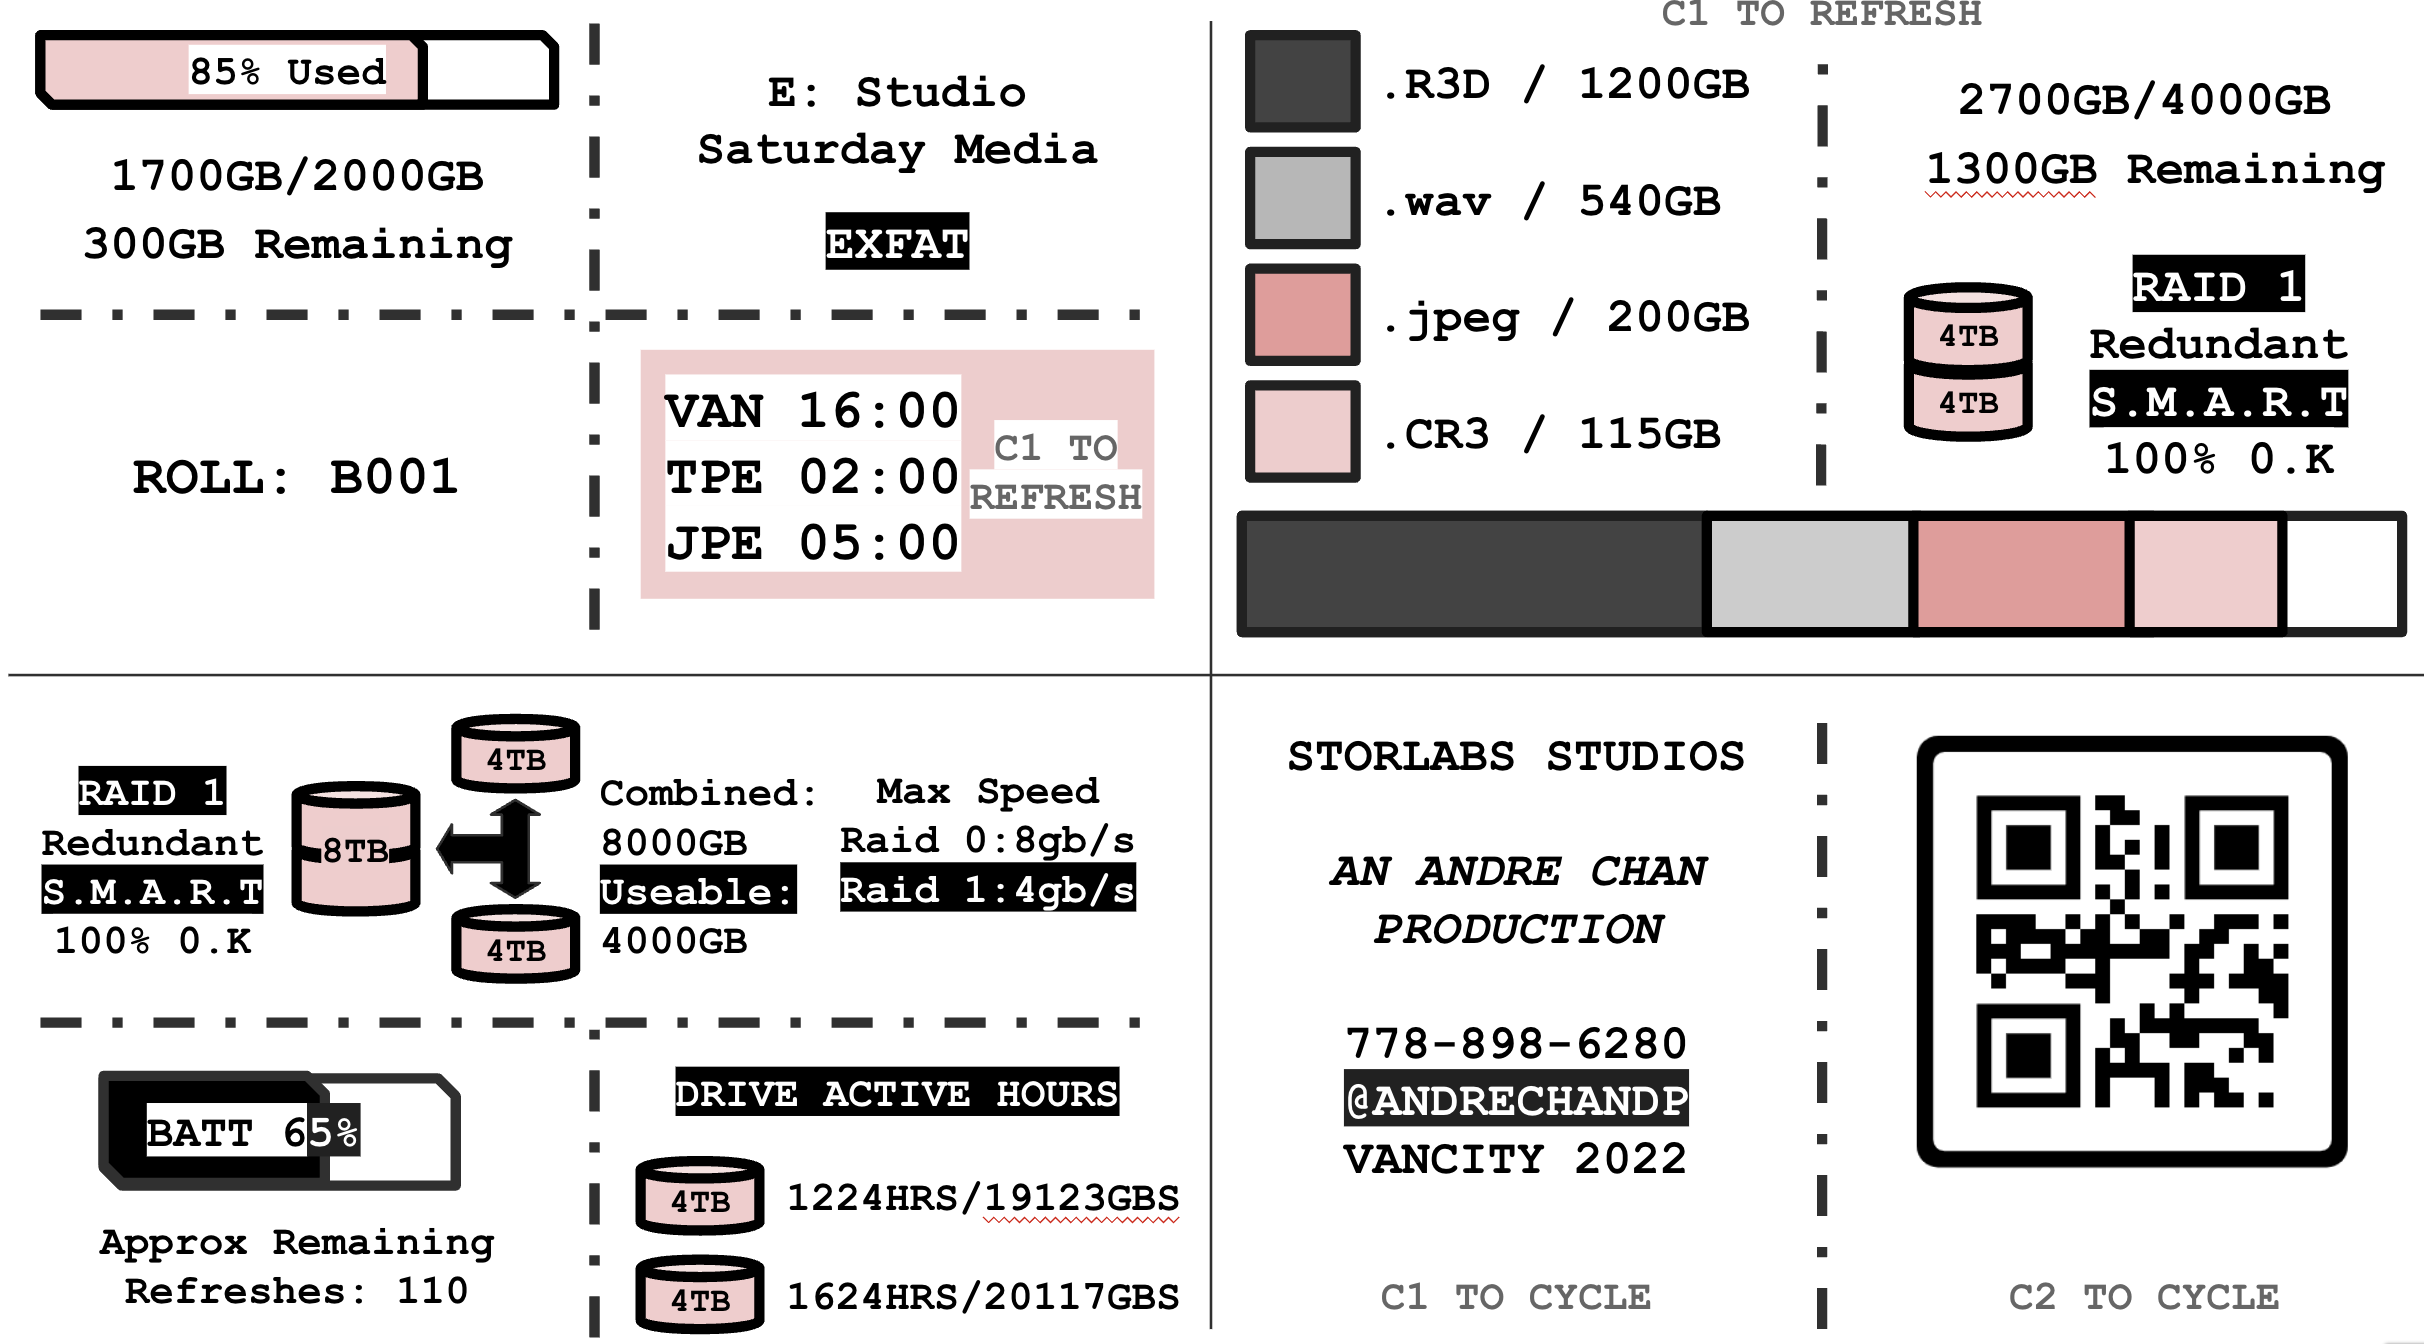 85% Used
1700GB/2000GB
300GB Remaining
E: Studio
Saturday Media
EXFAT
ROLL: B001
VAN 16:00
TPE 02:00
JPE 05:00
C1 TO
REFRESH
C1 TO REFRESH
.R3D / 1200GB
.wav / 540GB
.jpeg / 200GB
.CR3 / 115GB
2700GB/4000GB
1300GB Remaining
4TB
4TB
RAID 1
Redundant
S.M.A.R.T
100% O.K
RAID 1
Redundant
S.M.A.R.T
100% O.K
8TB
4TB
4TB
Combined:
8000GB
Useable:
4000GB
Max Speed
Raid 0:8gb/s
Raid 1:4gb/s
BATT 65%
Approx Remaining
Refreshes: 110
DRIVE ACTIVE HOURS
4TB 1224HRS/19123GBS
4TB 1624HRS/20117GBS
STORLABS STUDIOS
AN ANDRE CHAN
PRODUCTION
778-898-6280
@ANDRECHANDP
VANCITY 2022
C1 TO CYCLE
C2 TO CYCLE